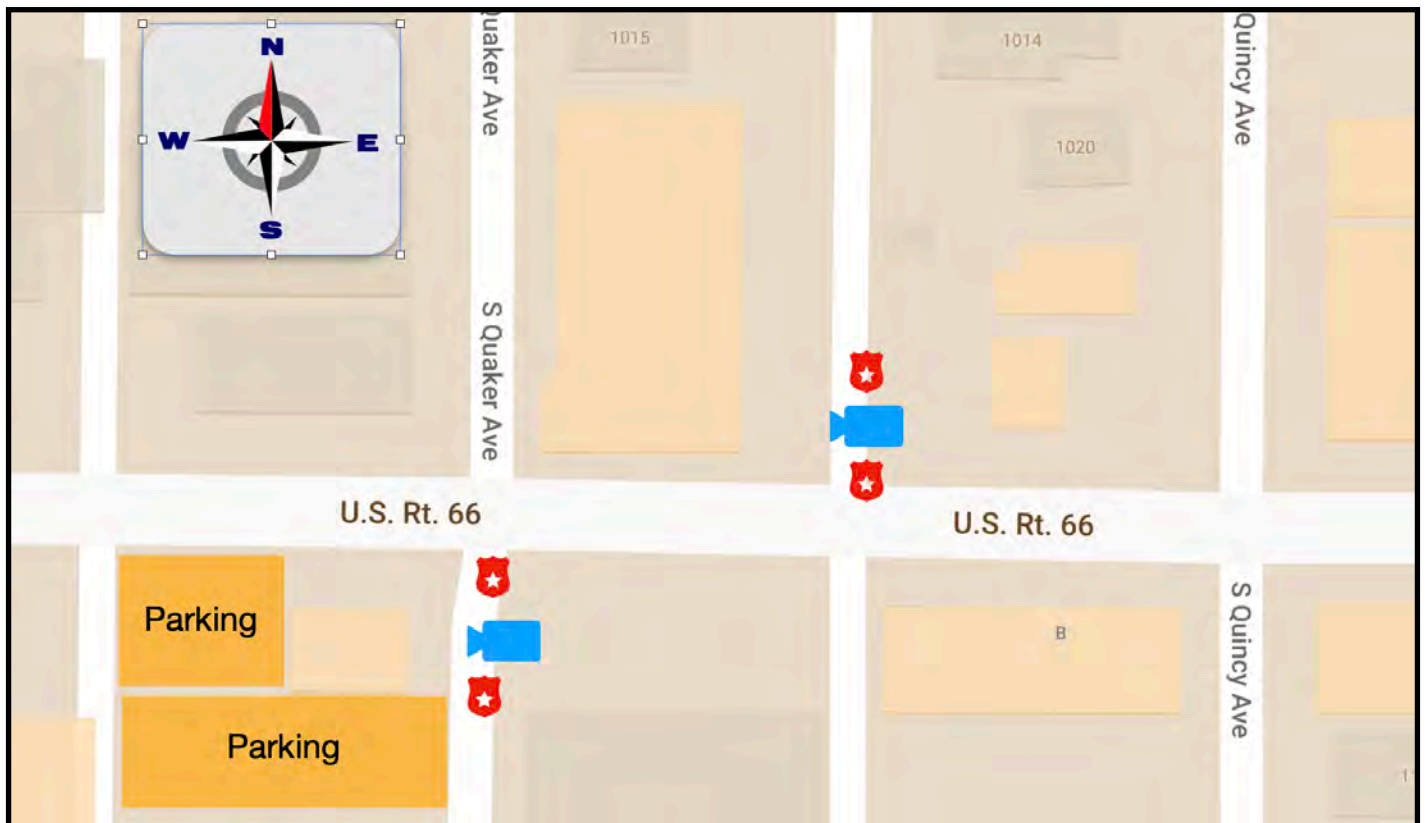 N
W
E
S
Quaker Ave
1015
1014
Quincy Ave
1020
S Quaker Ave
U.S. Rt. 66
U.S. Rt. 66
Parking
B
S Quincy Ave
Parking